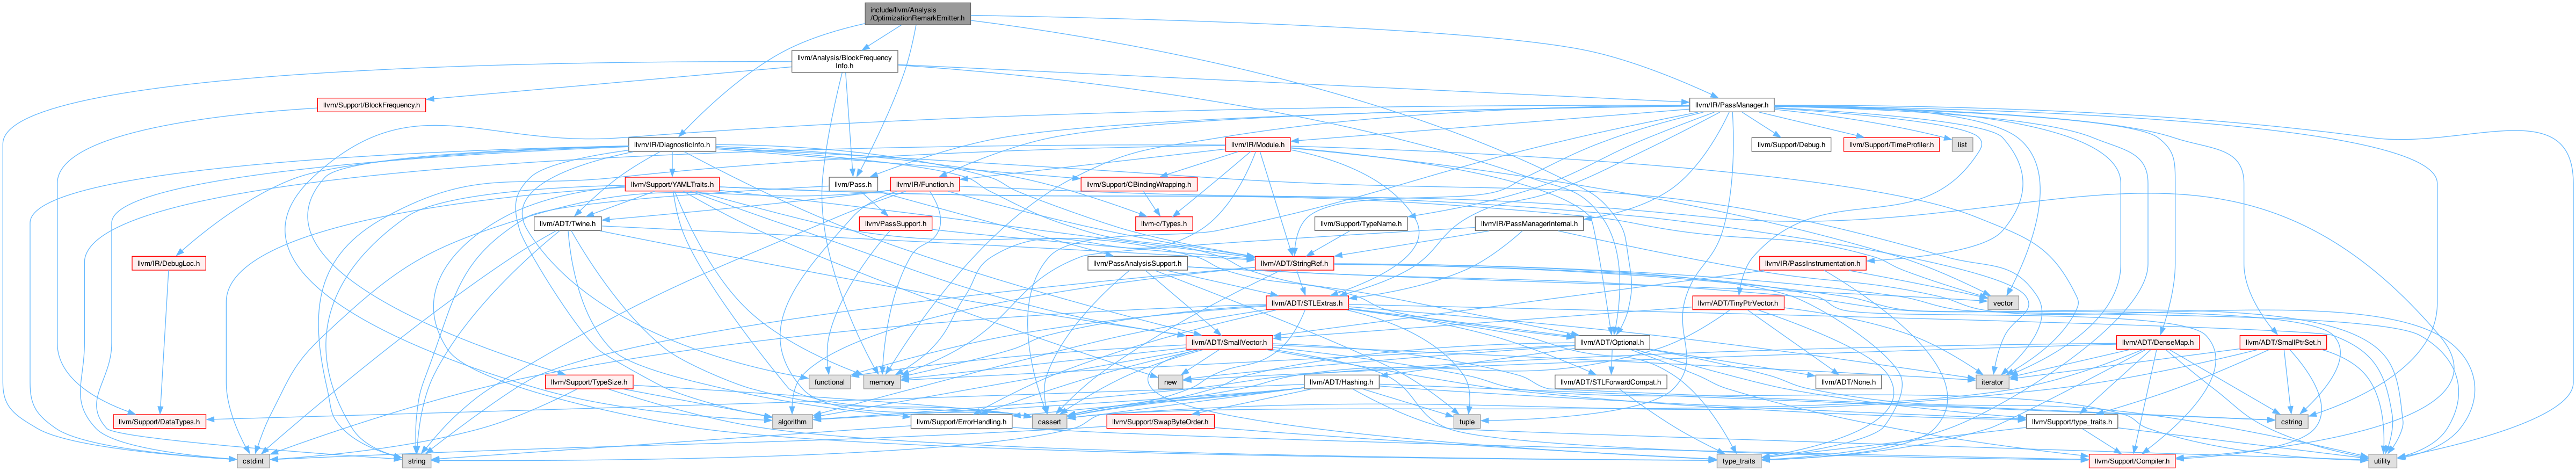 include/llvm/Analysis
/OptimizationRemarkEmitter.h
llvm/Analysis/BlockFrequency
Info.h
llvm/Support/BlockFrequency.h
llvm/IR/PassManager.h
llvm/IR/DiagnosticInfo.h
llvm/IR/Module.h
llvm/Support/Debug.h
llvm/Support/TimeProfiler.h
list
llvm/Support/YAMLTraits.h
llvm/Pass.h
llvm/IR/Function.h
llvm/Support/CBindingWrapping.h
llvm/ADT/Twine.h
llvm/PassSupport.h
llvm-c/Types.h
llvm/Support/TypeName.h
llvm/IR/PassManagerInternal.h
llvm/IR/DebugLoc.h
llvm/PassAnalysisSupport.h
llvm/ADT/StringRef.h
llvm/IR/PassInstrumentation.h
llvm/ADT/STLExtras.h
llvm/ADT/TinyPtrVector.h
vector
llvm/ADT/SmallVector.h
llvm/ADT/Optional.h
llvm/ADT/DenseMap.h
llvm/ADT/SmallPtrSet.h
llvm/Support/TypeSize.h
functional
memory
new
llvm/ADT/Hashing.h
llvm/ADT/STLForwardCompat.h
llvm/ADT/None.h
iterator
llvm/Support/DataTypes.h
algorithm
llvm/Support/ErrorHandling.h
cassert
llvm/Support/SwapByteOrder.h
tuple
llvm/Support/type_traits.h
cstring
cstdint
string
type_traits
llvm/Support/Compiler.h
utility